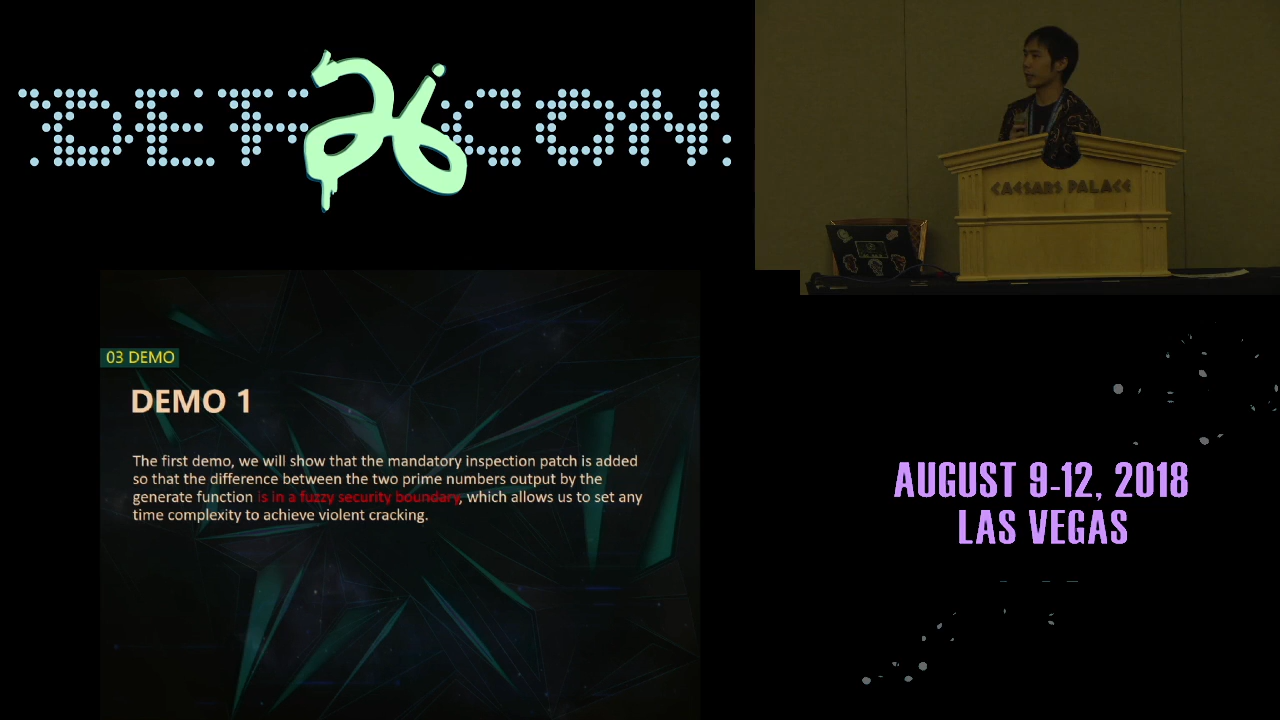 DEF 26 CON
CAESARS PALACE
03 DEMO
DEMO 1
The first demo, we will show that the mandatory inspection patch is added
so that the difference between the two prime numbers output by the
generate function is in a fuzzy security boundary, which allows us to set any
time complexity to achieve violent cracking.
AUGUST 9-12, 2018
LAS VEGAS